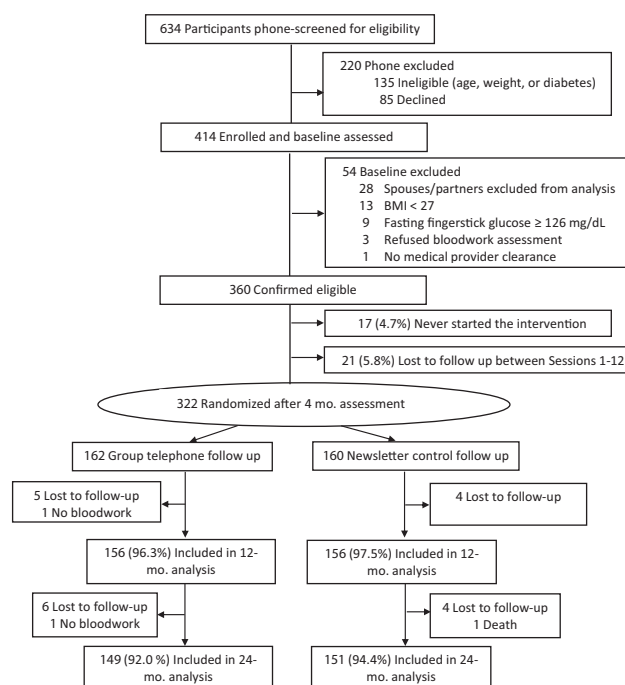 634 Participants phone-screened for eligibility
220 Phone excluded
135 Ineligible (age, weight, or diabetes)
85 Declined
414 Enrolled and baseline assessed
54 Baseline excluded
28 Spouses/partners excluded from analysis
13 BMI < 27
9 Fasting fingerstick glucose ≥ 126 mg/dL
3 Refused bloodwork assessment
1 No medical provider clearance
360 Confirmed eligible
17 (4.7%) Never started the intervention
21 (5.8%) Lost to follow up between Sessions 1-12
322 Randomized after 4 mo. assessment
162 Group telephone follow up
160 Newsletter control follow up
5 Lost to follow-up
1 No bloodwork
4 Lost to follow-up
156 (96.3%) Included in 12-
mo. analysis
156 (97.5%) Included in 12-
mo. analysis
6 Lost to follow-up
1 No bloodwork
4 Lost to follow-up
1 Death
149 (92.0 %) Included in 24-
mo. analysis
151 (94.4%) Included in 24-
mo. analysis